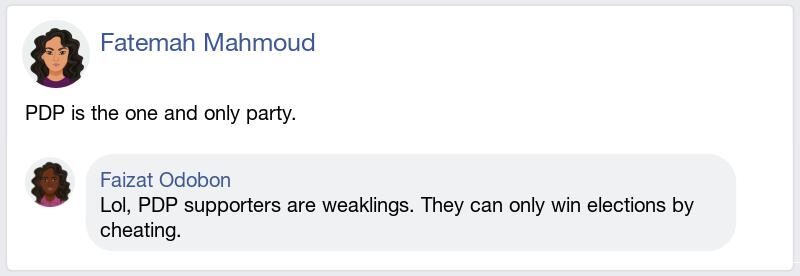 Fatemah Mahmoud
PDP is the one and only party.
Faizat Odobon
Lol, PDP supporters are weaklings. They can only win elections by
cheating.